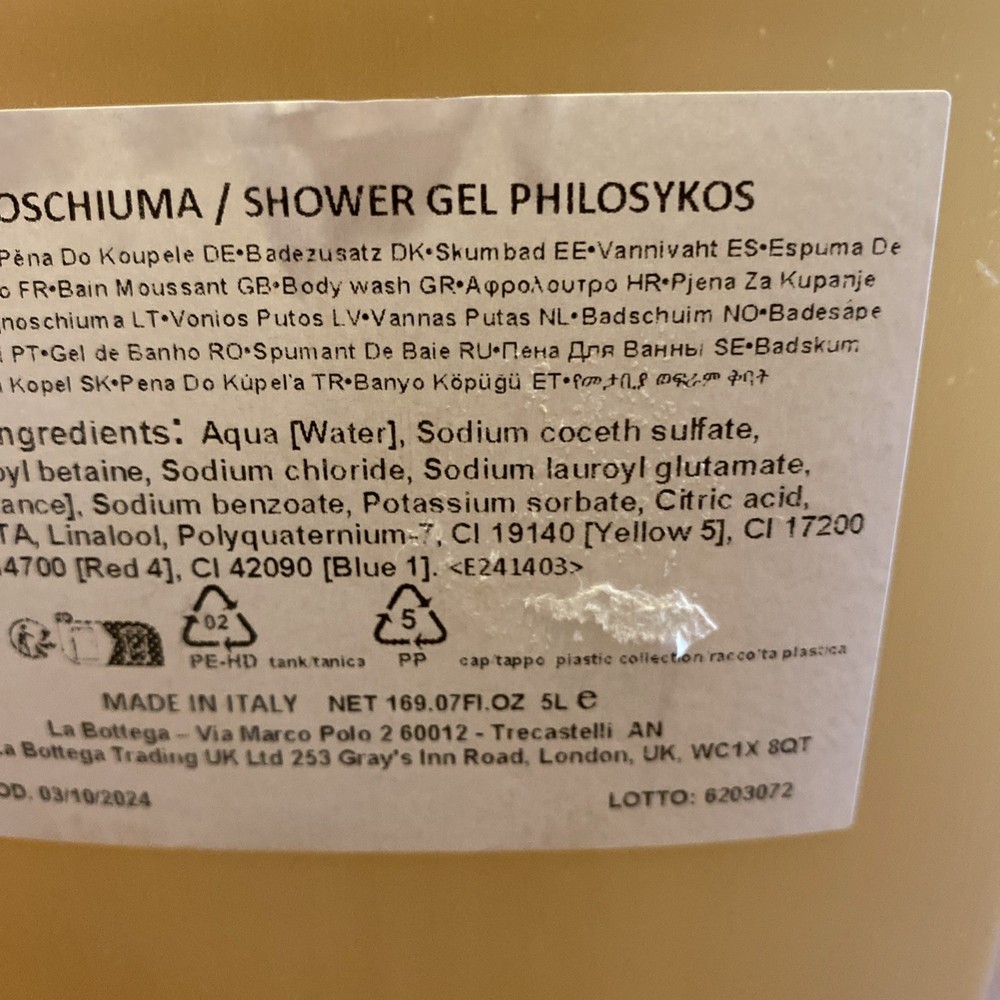 OSCHIUMA / SHOWER GEL PHILOSYKOS
Pěna Do Koupele DE•Badezusatz DK•Skumbad EE•Vannivaht ES•Espuma De
o FR•Bain Moussant GB•Body wash GR•Αφρολουτρο HR•Pjena Za Kupanje
gnoschiuma LT•Vonios Putos LV•Vannas Putas NL•Badschuim NO•Badesåpe
PT•Gel de Banho RO•Spumant De Baie RU•Пена Для Ванны SE•Badskum
Kopel SK•Pena Do Kúpeľa TR•Banyo Köpüğü ET•የመታቢያ ወፍራም ቅባት
ngredients: Aqua [Water], Sodium coceth sulfate,
oyl betaine, Sodium chloride, Sodium lauroyl glutamate,
ance], Sodium benzoate, Potassium sorbate, Citric acid,
TA, Linalool, Polyquaternium-7, CI 19140 [Yellow 5], CI 17200
4700 [Red 4], CI 42090 [Blue 1]. <E241403>
02 5
PE-HD tank/tanica PP cap/tappo plastic collection/raccolta plastica
MADE IN ITALY NET 169.07Fl.OZ 5L e
La Bottega – Via Marco Polo 2 60012 - Trecastelli AN
La Bottega Trading UK Ltd 253 Gray's Inn Road, London, UK, WC1X 8QT
OD. 03/10/2024 LOTTO: 6203072